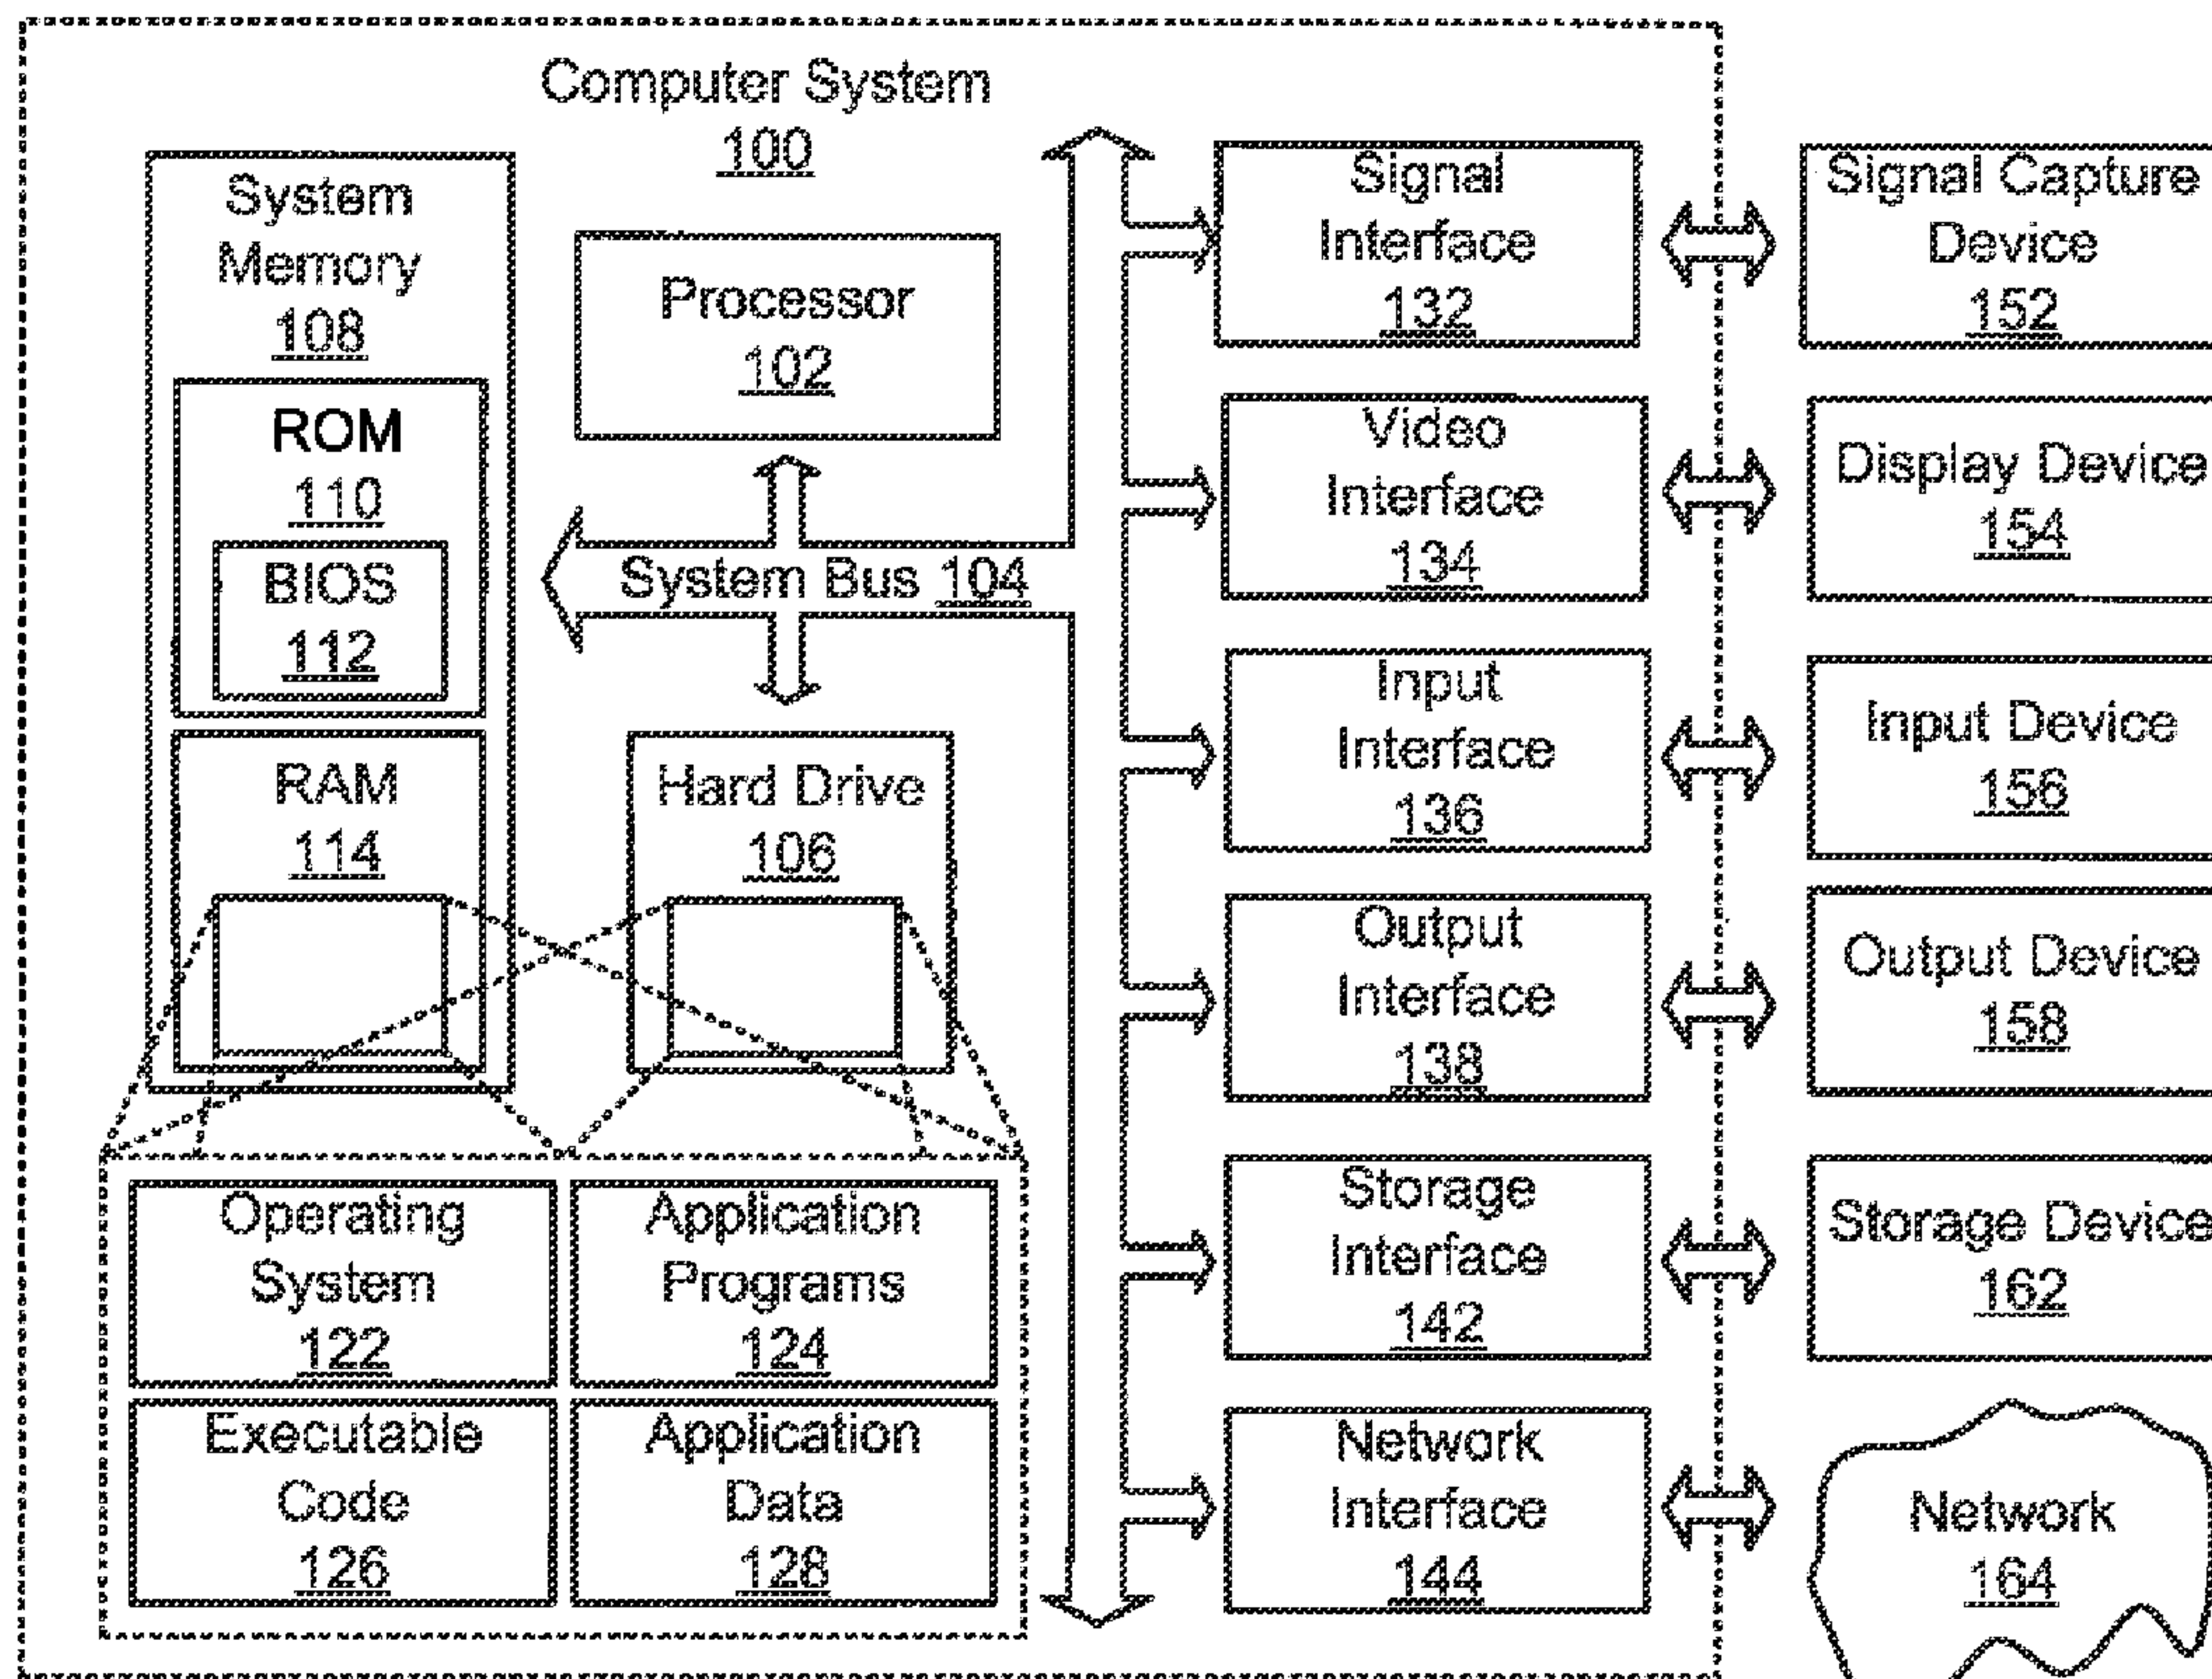 Computer System
100
System
Memory
108
ROM
110
BIOS
112
RAM
114
Processor
102
System Bus 104
Hard Drive
106
Operating
System
122
Application
Programs
124
Executable
Code
126
Application
Data
128
Signal
Interface
132
Video
Interface
134
Input
Interface
136
Output
Interface
138
Storage
Interface
142
Network
Interface
144
Signal Capture
Device
152
Display Device
154
Input Device
156
Output Device
158
Storage Device
162
Network
164